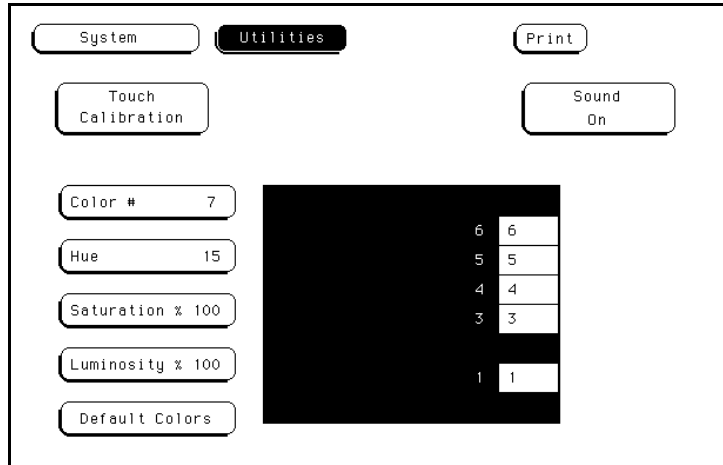 System Utilities Print
Touch
Calibration
Sound
On
Color # 7
Hue 15
Saturation % 100
Luminosity % 100
Default Colors
6 6
5 5
4 4
3 3
1 1